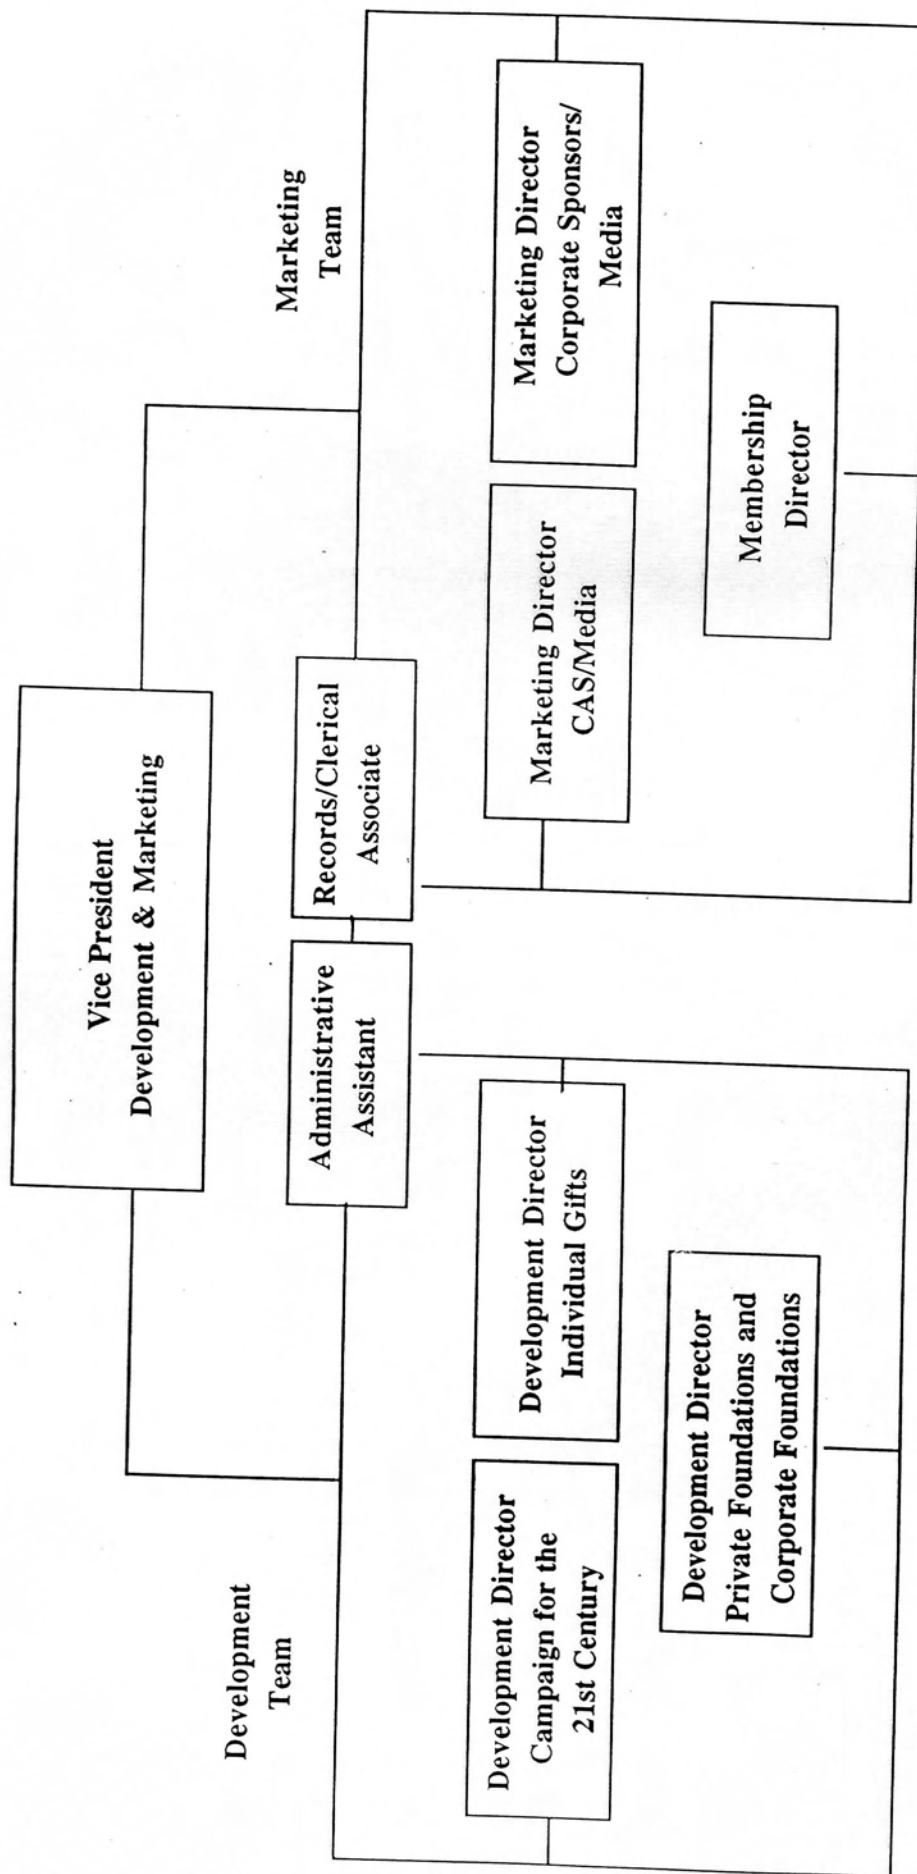 Vice President
Development & Marketing
Development
Team
Marketing
Team
Administrative
Assistant
Records/Clerical
Associate
Development Director
Campaign for the
21st Century
Development Director
Individual Gifts
Marketing Director
CAS/Media
Marketing Director
Corporate Sponsors/
Media
Development Director
Private Foundations and
Corporate Foundations
Membership
Director